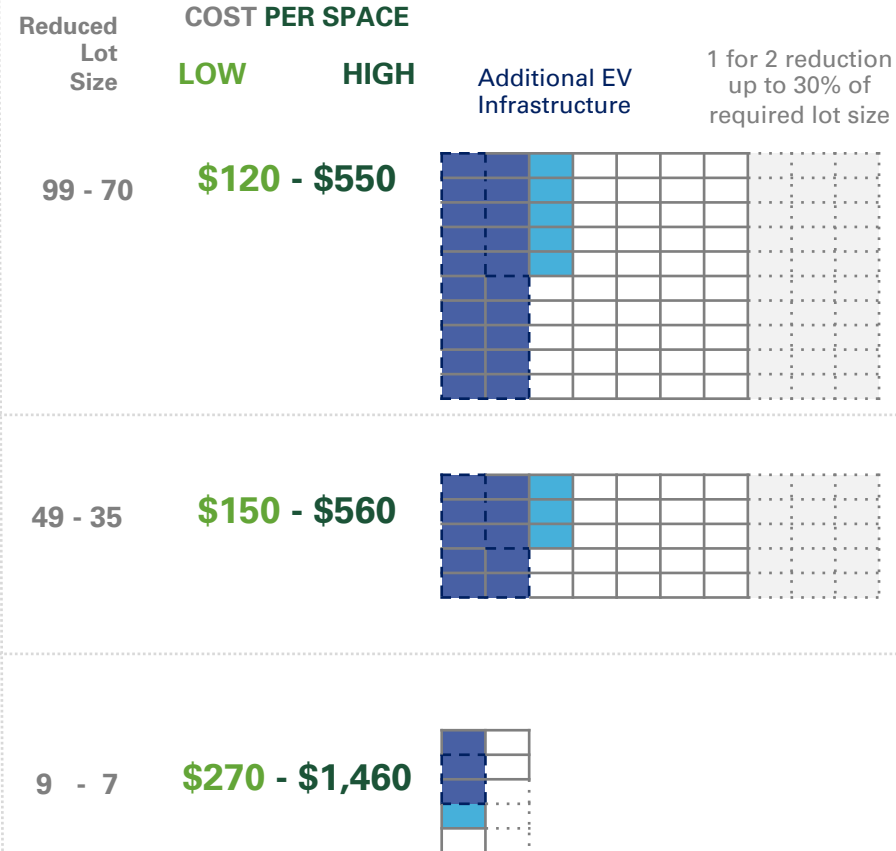 Reduced
Lot
Size
COST PER SPACE
LOW HIGH
Additional EV
Infrastructure
1 for 2 reduction
up to 30% of
required lot size
99 - 70
$120 - $550
49 - 35
$150 - $560
9 - 7
$270 - $1,460